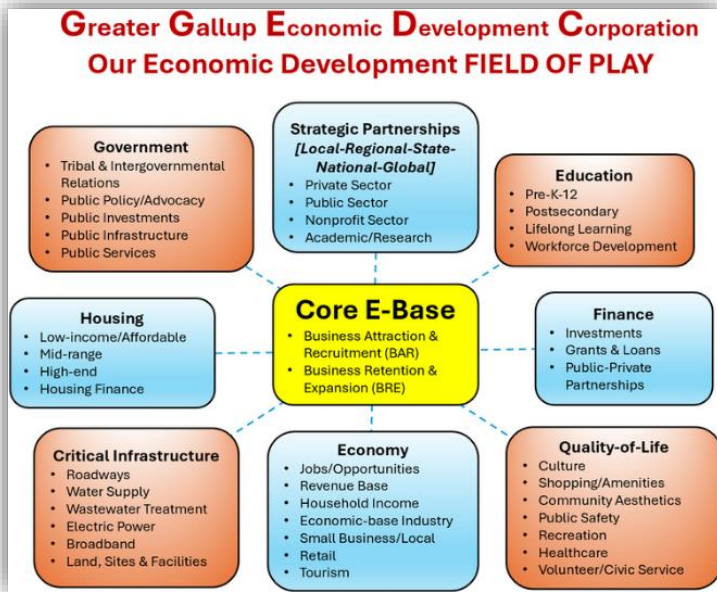 Greater Gallup Economic Development Corporation
Our Economic Development FIELD OF PLAY
Government
• Tribal & Intergovernmental
Relations
• Public Policy/Advocacy
• Public Investments
• Public Infrastructure
• Public Services
Strategic Partnerships
[Local-Regional-State-
National-Global]
• Private Sector
• Public Sector
• Nonprofit Sector
• Academic/Research
Education
• Pre-K-12
• Postsecondary
• Lifelong Learning
• Workforce Development
Housing
• Low-income/Affordable
• Mid-range
• High-end
• Housing Finance
Core E-Base
• Business Attraction &
Recruitment (BAR)
• Business Retention &
Expansion (BRE)
Finance
• Investments
• Grants & Loans
• Public-Private
Partnerships
Critical Infrastructure
• Roadways
• Water Supply
• Wastewater Treatment
• Electric Power
• Broadband
• Land, Sites & Facilities
Economy
• Jobs/Opportunities
• Revenue Base
• Household Income
• Economic-base Industry
• Small Business/Local
• Retail
• Tourism
Quality-of-Life
• Culture
• Shopping/Amenities
• Community Aesthetics
• Public Safety
• Recreation
• Healthcare
• Volunteer/Civic Service